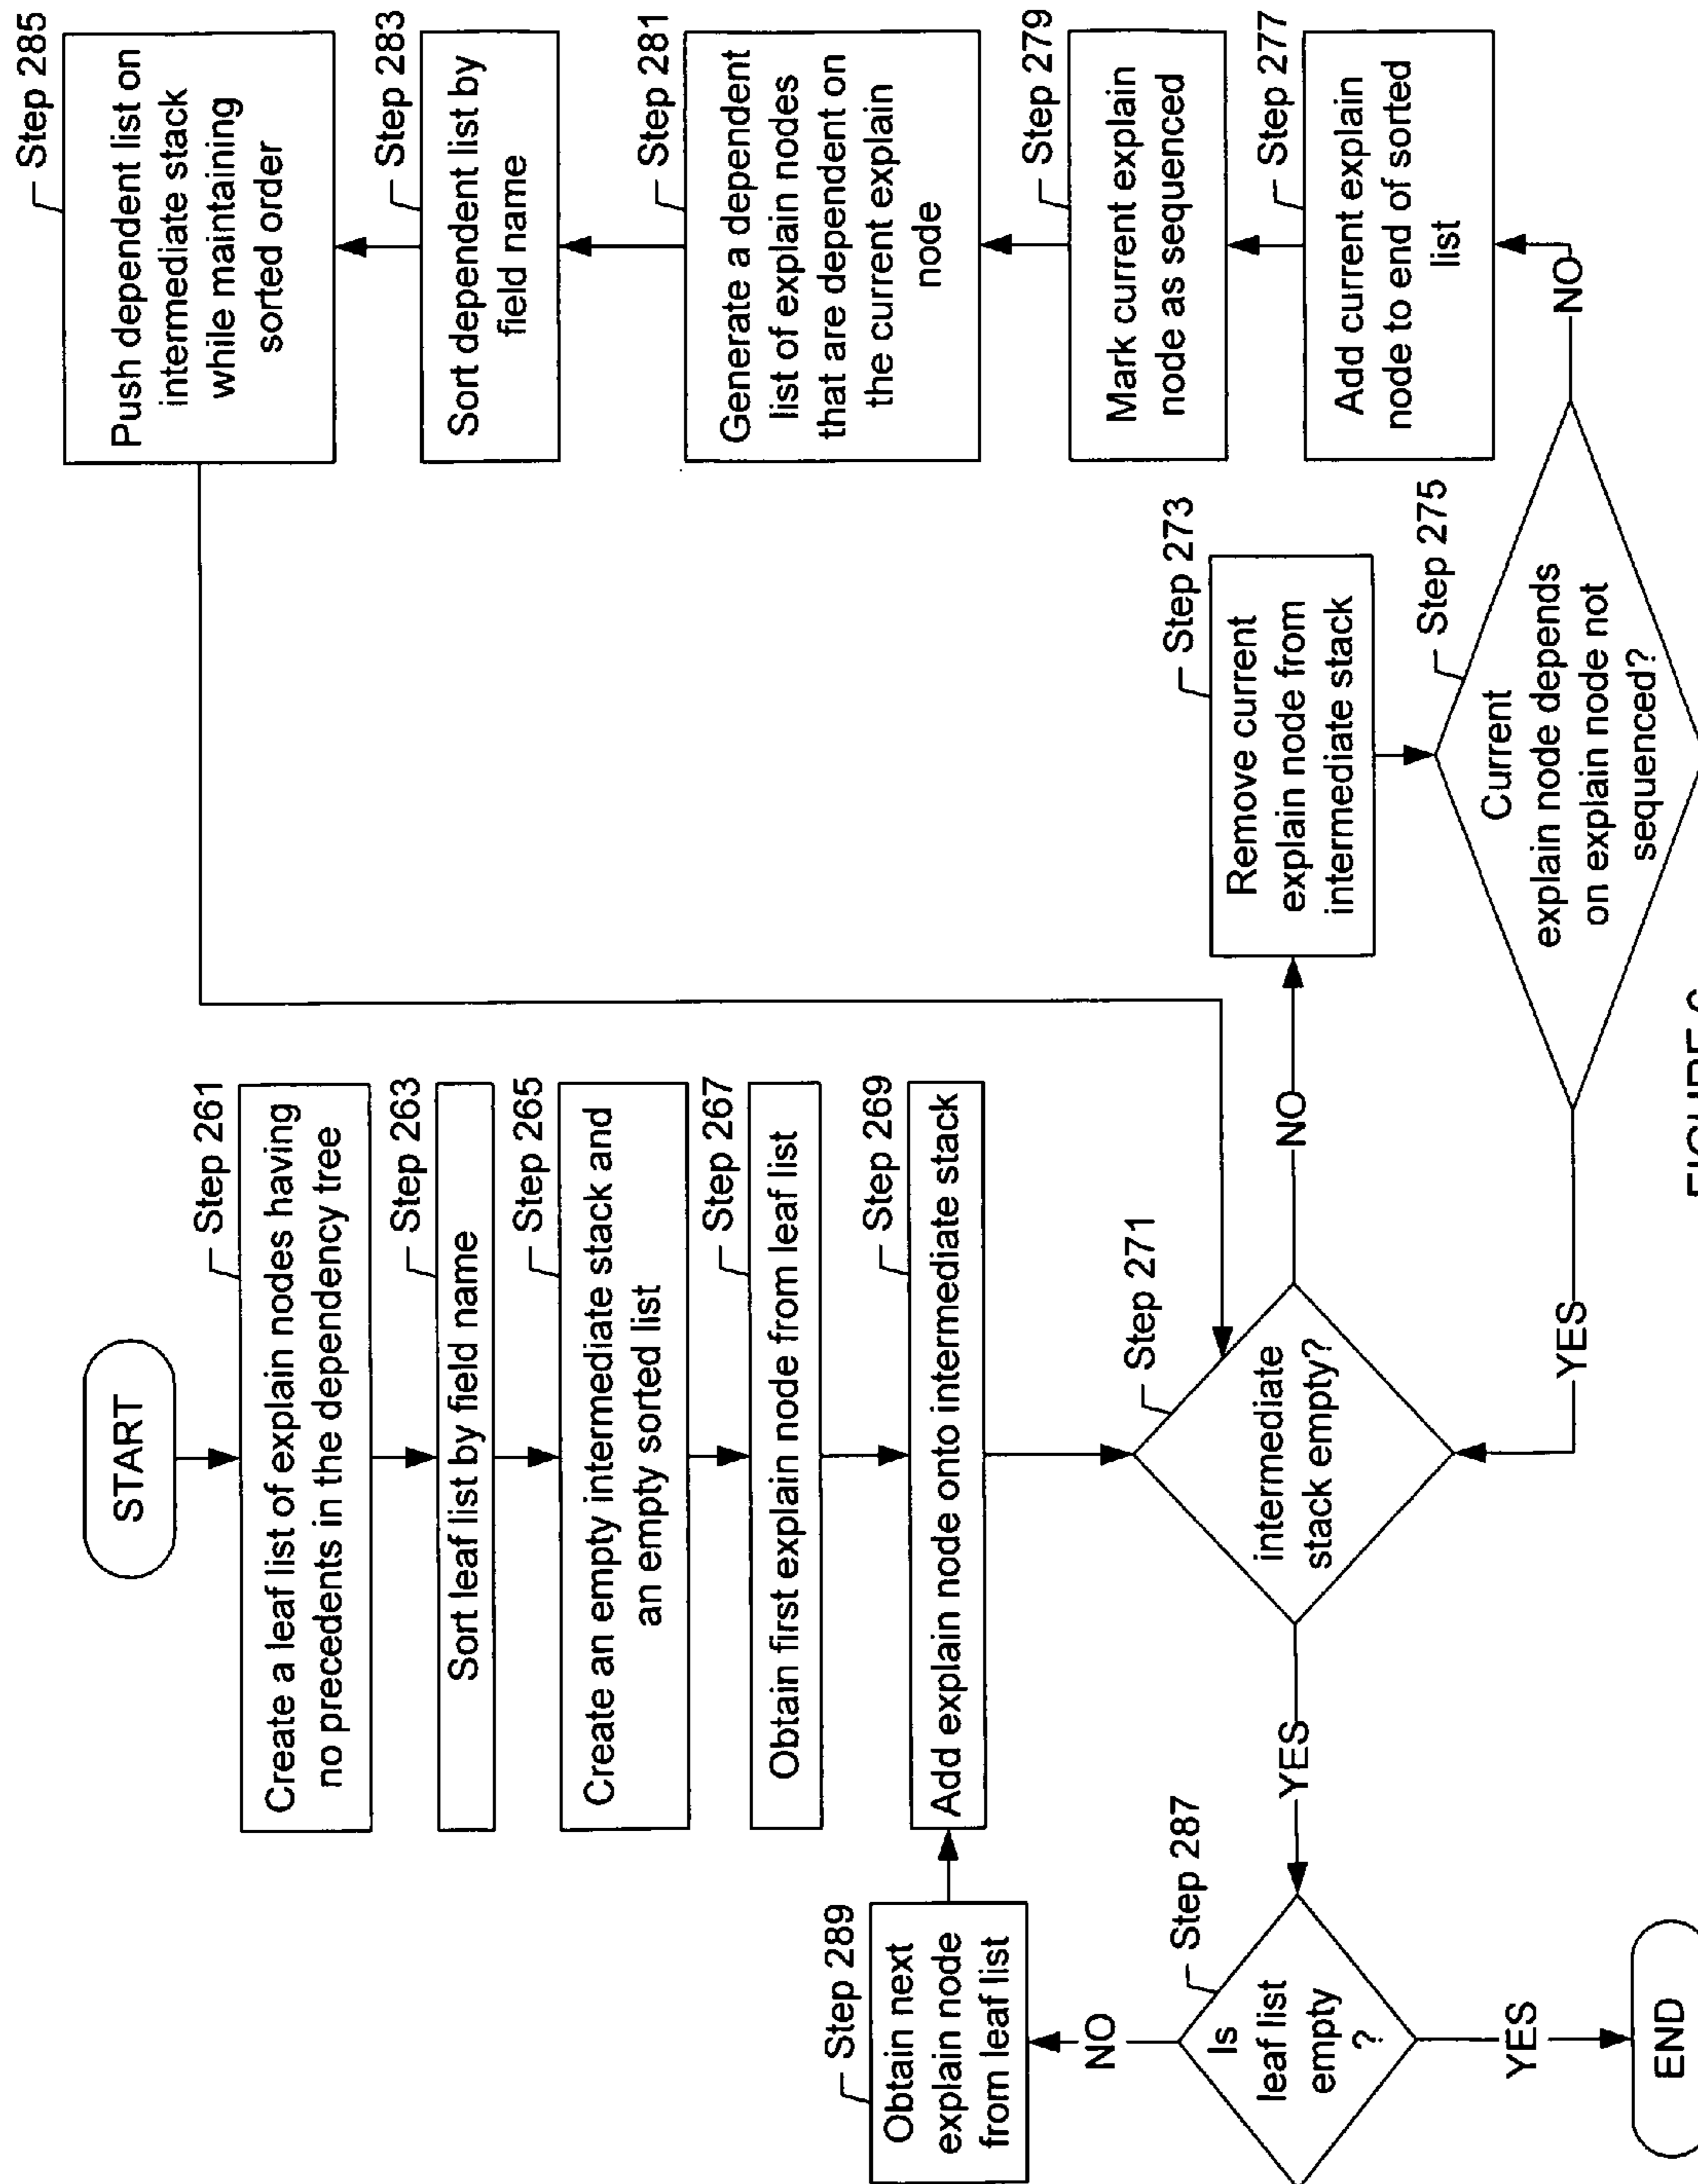 START
Step 261
Create a leaf list of explain nodes having
no precedents in the dependency tree
Step 263
Sort leaf list by field name
Step 265
Create an empty intermediate stack and
an empty sorted list
Step 267
Obtain first explain node from leaf list
Step 269
Add explain node onto intermediate stack
Step 271
intermediate
stack empty?
NO
YES
Step 273
Remove current
explain node from
intermediate stack
Step 275
Current
explain node depends
on explain node not
sequenced?
YES
NO
Step 277
Add current explain
node to end of sorted
list
Step 279
Mark current explain
node as sequenced
Step 281
Generate a dependent
list of explain nodes
that are dependent on
the current explain
node
Step 283
Sort dependent list by
field name
Step 285
Push dependent list on
intermediate stack
while maintaining
sorted order
Step 287
Is
leaf list
empty
?
NO
YES
Step 289
Obtain next
explain node
from leaf list
END